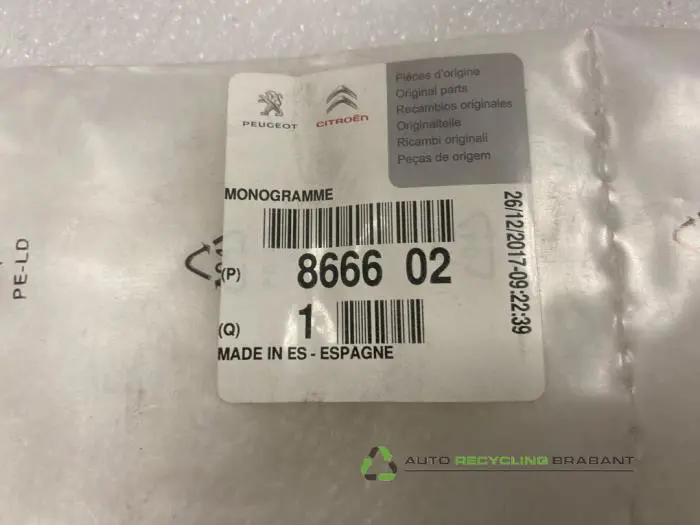 PEUGEOT
CITROËN
Pièces d'origine
Original parts
Recambios originales
Originalteile
Ricambi originali
Peças de origem
MONOGRAMME
(P) 8666 02
(Q) 1
MADE IN ES - ESPAGNE
26/12/2017-09:22:39
PE-LD
AUTO RECYCLING BRABANT